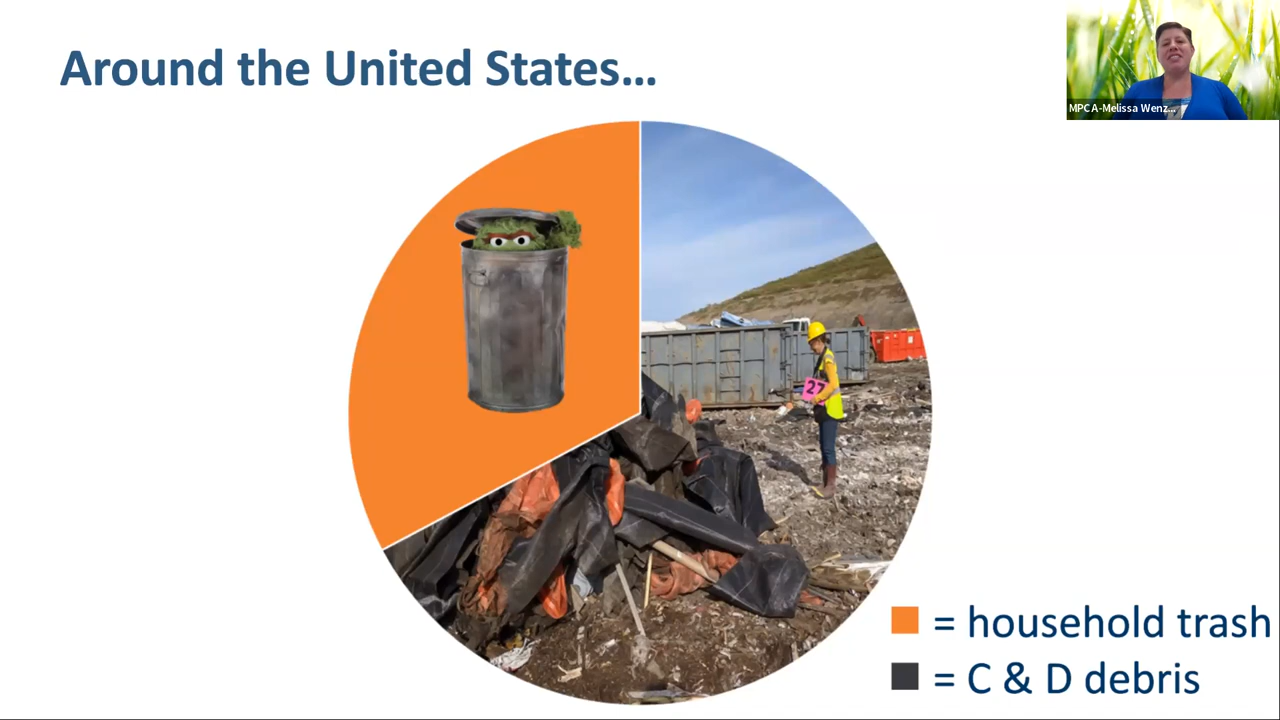 Around the United States...
MPCA-Melissa Wenz...
27
= household trash
= C & D debris